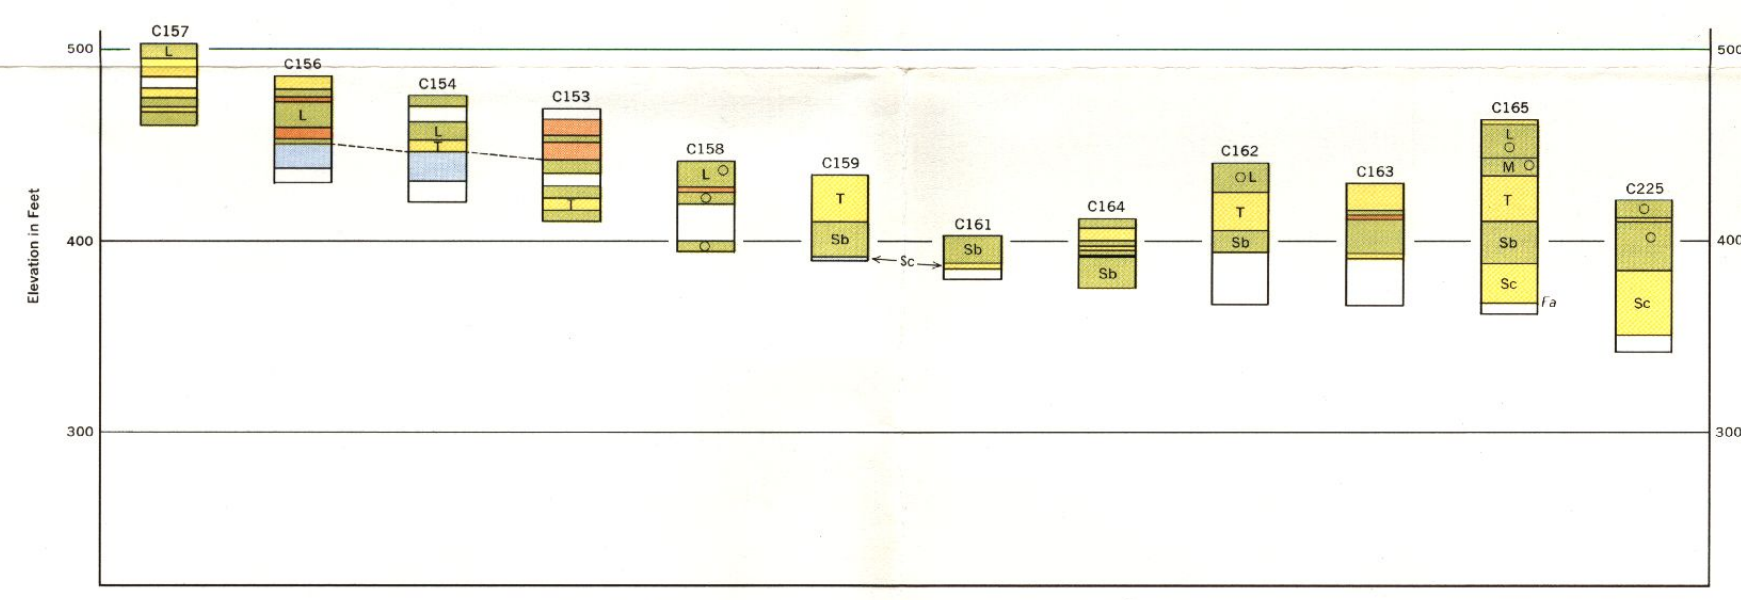 C157
500
500
L
C156
L
C154
L
T
C153
T
C158
L
C159
T
Sb
C161
Sb
Sc
C164
Sb
C162
L
T
Sb
C163
C165
L
M
T
Sb
Sc
Fa
C225
Sc
400
400
300
300
Elevation in Feet